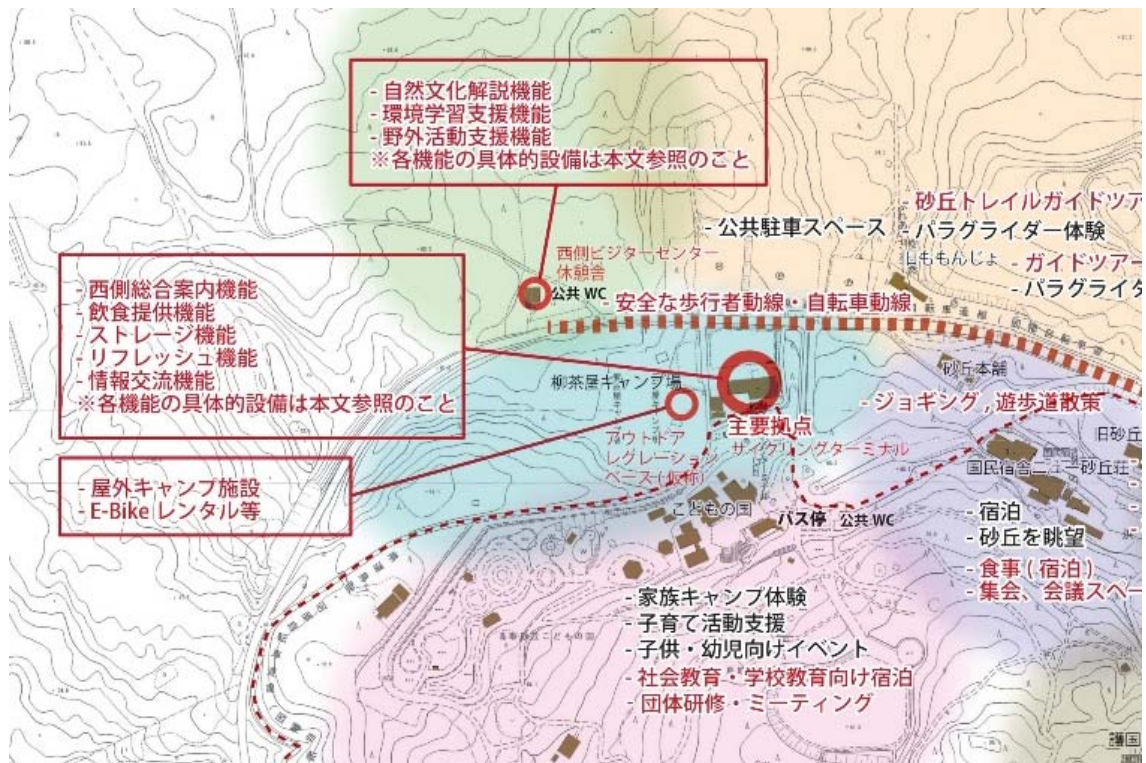 - 自然文化解説機能
- 環境学習支援機能
- 野外活動支援機能
※各機能の具体的設備は本文参照のこと
- 砂丘トレイルガイドツア
- 公共駐車スペース
- パラグライダー体験
- ガイドツアー
- パラグライダ
西側ビジターセンター
休憩舎
公共 WC
- 安全な歩行者動線・自転車動線
- 西側総合案内機能
- 飲食提供機能
- ストレージ機能
- リフレッシュ機能
- 情報交流機能
※各機能の具体的設備は本文参照のこと
柳茶屋キャンプ場
砂丘本舗
- ジョギング , 遊歩道散策
主要拠点
サイクリングターミナル
アウトドア
レグレーション
ベース(仮称)
旧砂丘
国民宿舎ニュー砂丘荘
- 屋外キャンプ施設
- E-Bike レンタル等
こどもの国
バス停
公共 WC
- 宿泊
- 砂丘を眺望
- 食事 ( 宿泊 )
- 集会、会議スペー
- 家族キャンプ体験
- 子育て活動支援
- 子供・幼児向けイベント
- 社会教育・学校教育向け宿泊
- 団体研修・ミーティング